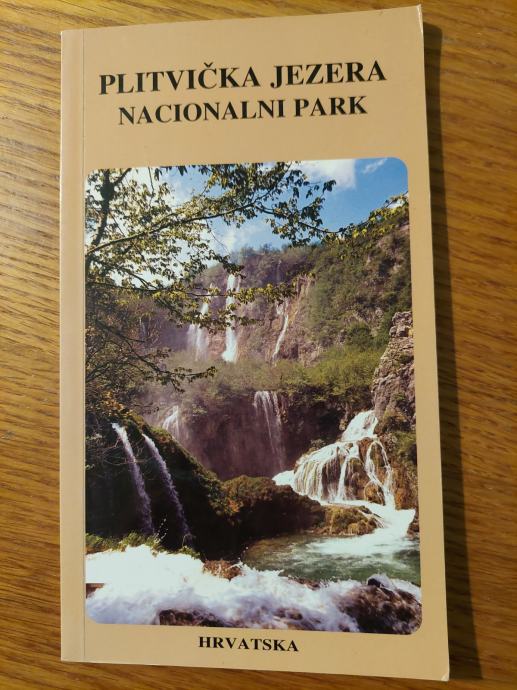 PLITVIČKA JEZERA
NACIONALNI PARK
HRVATSKA